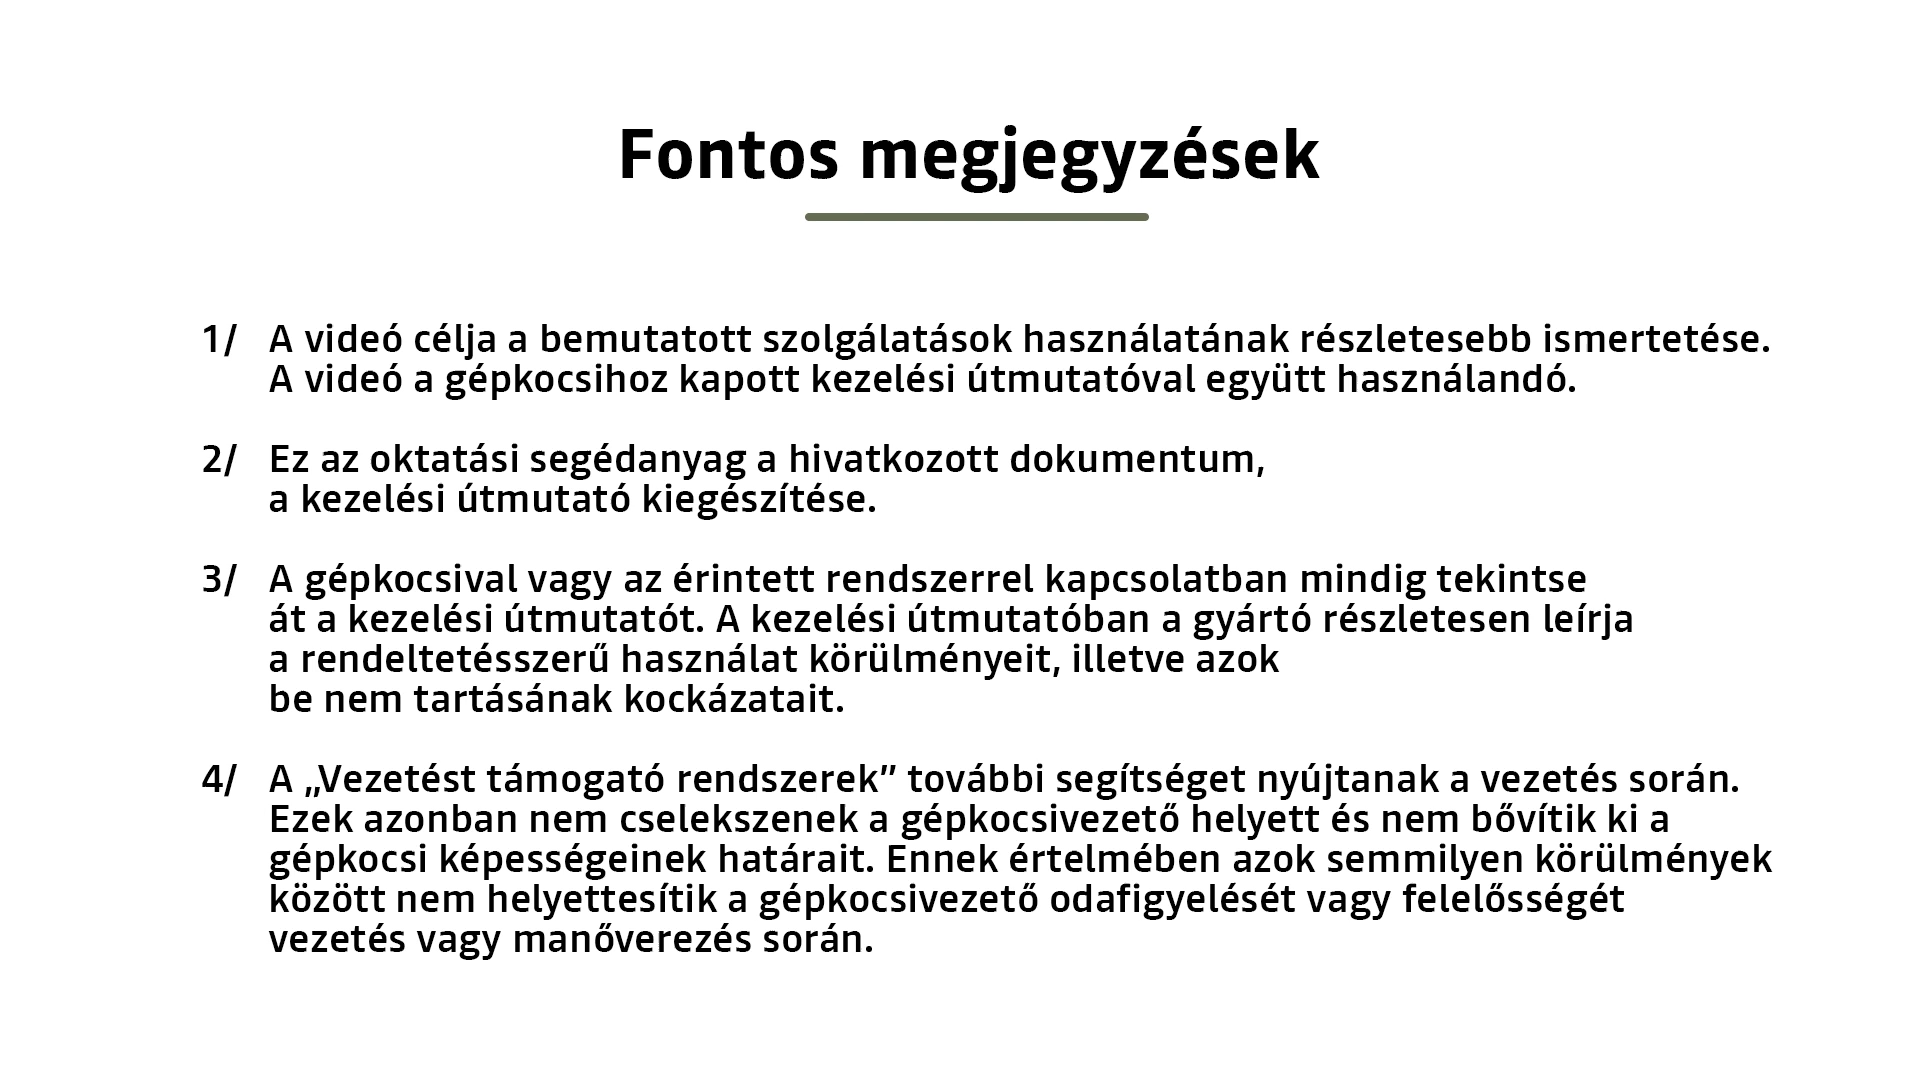 Fontos megjegyzések
1/ A videó célja a bemutatott szolgálatások használatának részletesebb ismertetése.
A videó a gépkocsihoz kapott kezelési útmutatóval együtt használandó.
2/ Ez az oktatási segédanyag a hivatkozott dokumentum,
a kezelési útmutató kiegészítése.
3/ A gépkocsival vagy az érintett rendszerrel kapcsolatban mindig tekintse
át a kezelési útmutatót. A kezelési útmutatóban a gyártó részletesen leírja
a rendeltetésszerű használat körülményeit, illetve azok
be nem tartásának kockázatait.
4/ A „Vezetést támogató rendszerek” további segítséget nyújtanak a vezetés során.
Ezek azonban nem cselekszenek a gépkocsivezető helyett és nem bővítik ki a
gépkocsi képességeinek határait. Ennek értelmében azok semmilyen körülmények
között nem helyettesítik a gépkocsivezető odafigyelését vagy felelősségét
vezetés vagy manőverezés során.